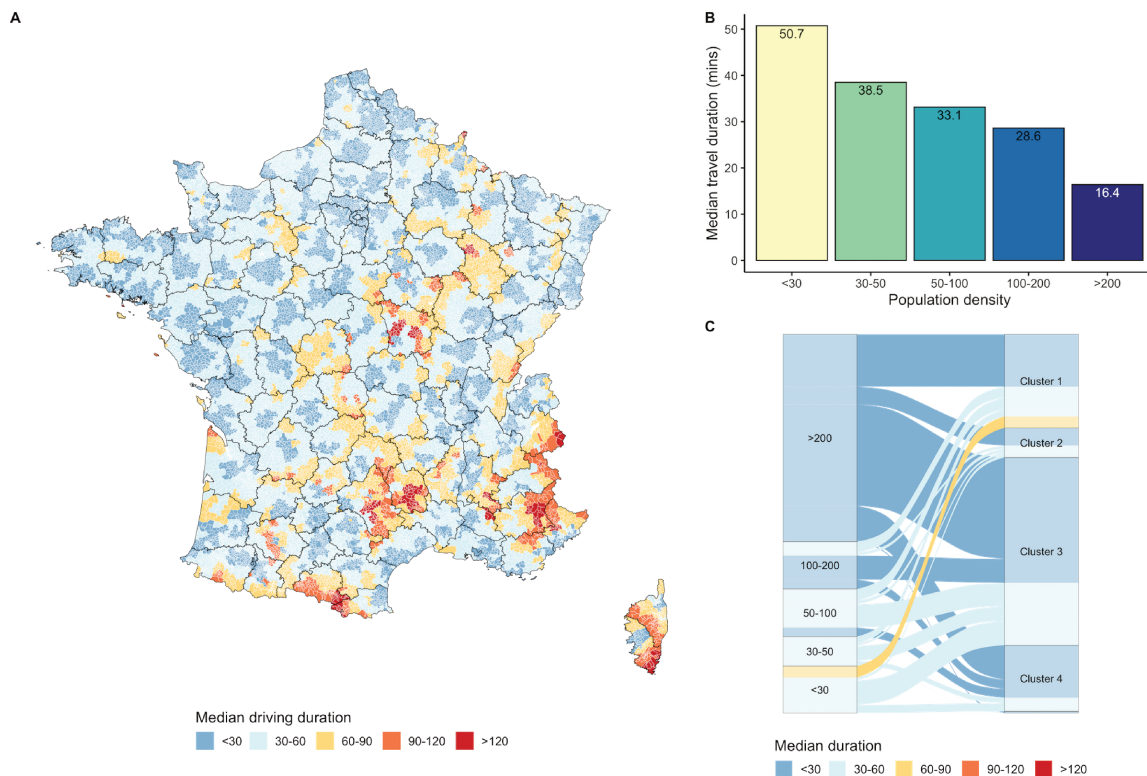 A
Median driving duration
<30 30-60 60-90 90-120 >120
B
Median travel duration (mins)
50
40
30
20
10
0
50.7
38.5
33.1
28.6
16.4
<30 30-50 50-100 100-200 >200
Population density
C
>200
100-200
50-100
30-50
<30
Cluster 1
Cluster 2
Cluster 3
Cluster 4
Median duration
<30 30-60 60-90 90-120 >120